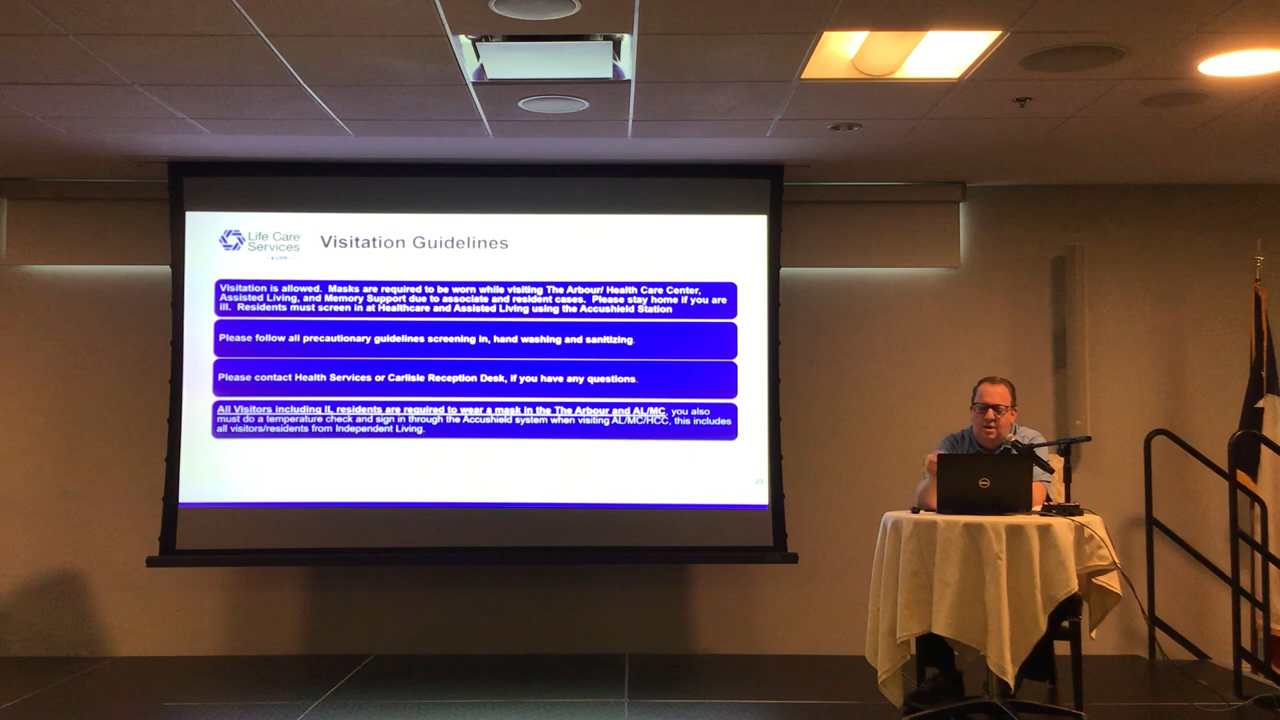 Life Care
Services
Visitation Guidelines
Visitation is allowed. Masks are required to be worn while visiting The Arbour/ Health Care Center,
Assisted Living, and Memory Support due to associate and resident cases. Please stay home if you are
ill. Residents must screen in at Healthcare and Assisted Living using the Accushield Station
Please follow all precautionary guidelines screening in, hand washing and sanitizing.
Please contact Health Services or Carlisle Reception Desk, if you have any questions.
All Visitors including IL residents are required to wear a mask in the The Arbour and AL/MC, you also
must do a temperature check and sign in through the Accushield system when visiting AL/MC/HCC, this includes
all visitors/residents from Independent Living.
29
DELL